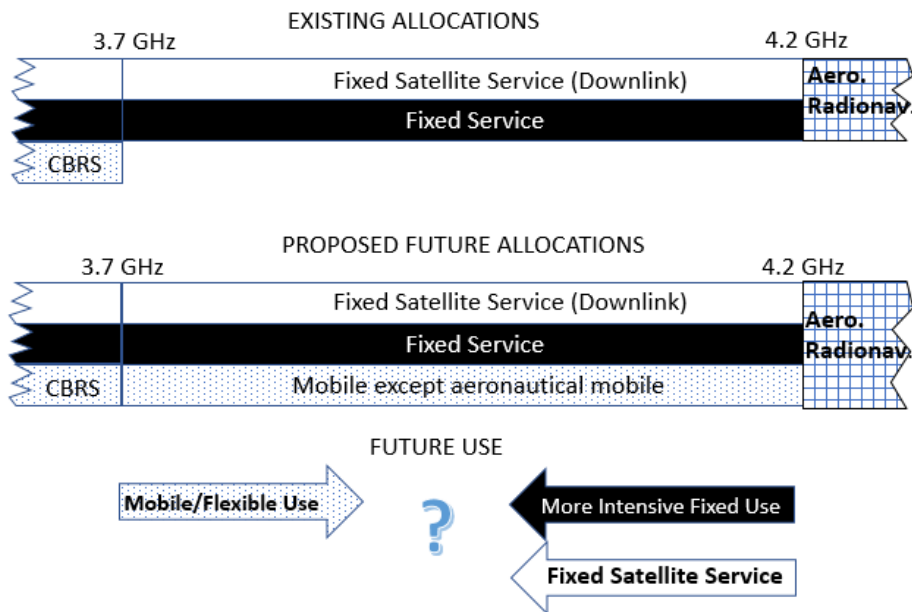 EXISTING ALLOCATIONS
3.7 GHz
4.2 GHz
Fixed Satellite Service (Downlink)
Aero.
Radionav.
Fixed Service
CBRS
PROPOSED FUTURE ALLOCATIONS
3.7 GHz
4.2 GHz
Fixed Satellite Service (Downlink)
Aero.
Radionav.
Fixed Service
CBRS
Mobile except aeronautical mobile
FUTURE USE
Mobile/Flexible Use
?
More Intensive Fixed Use
Fixed Satellite Service